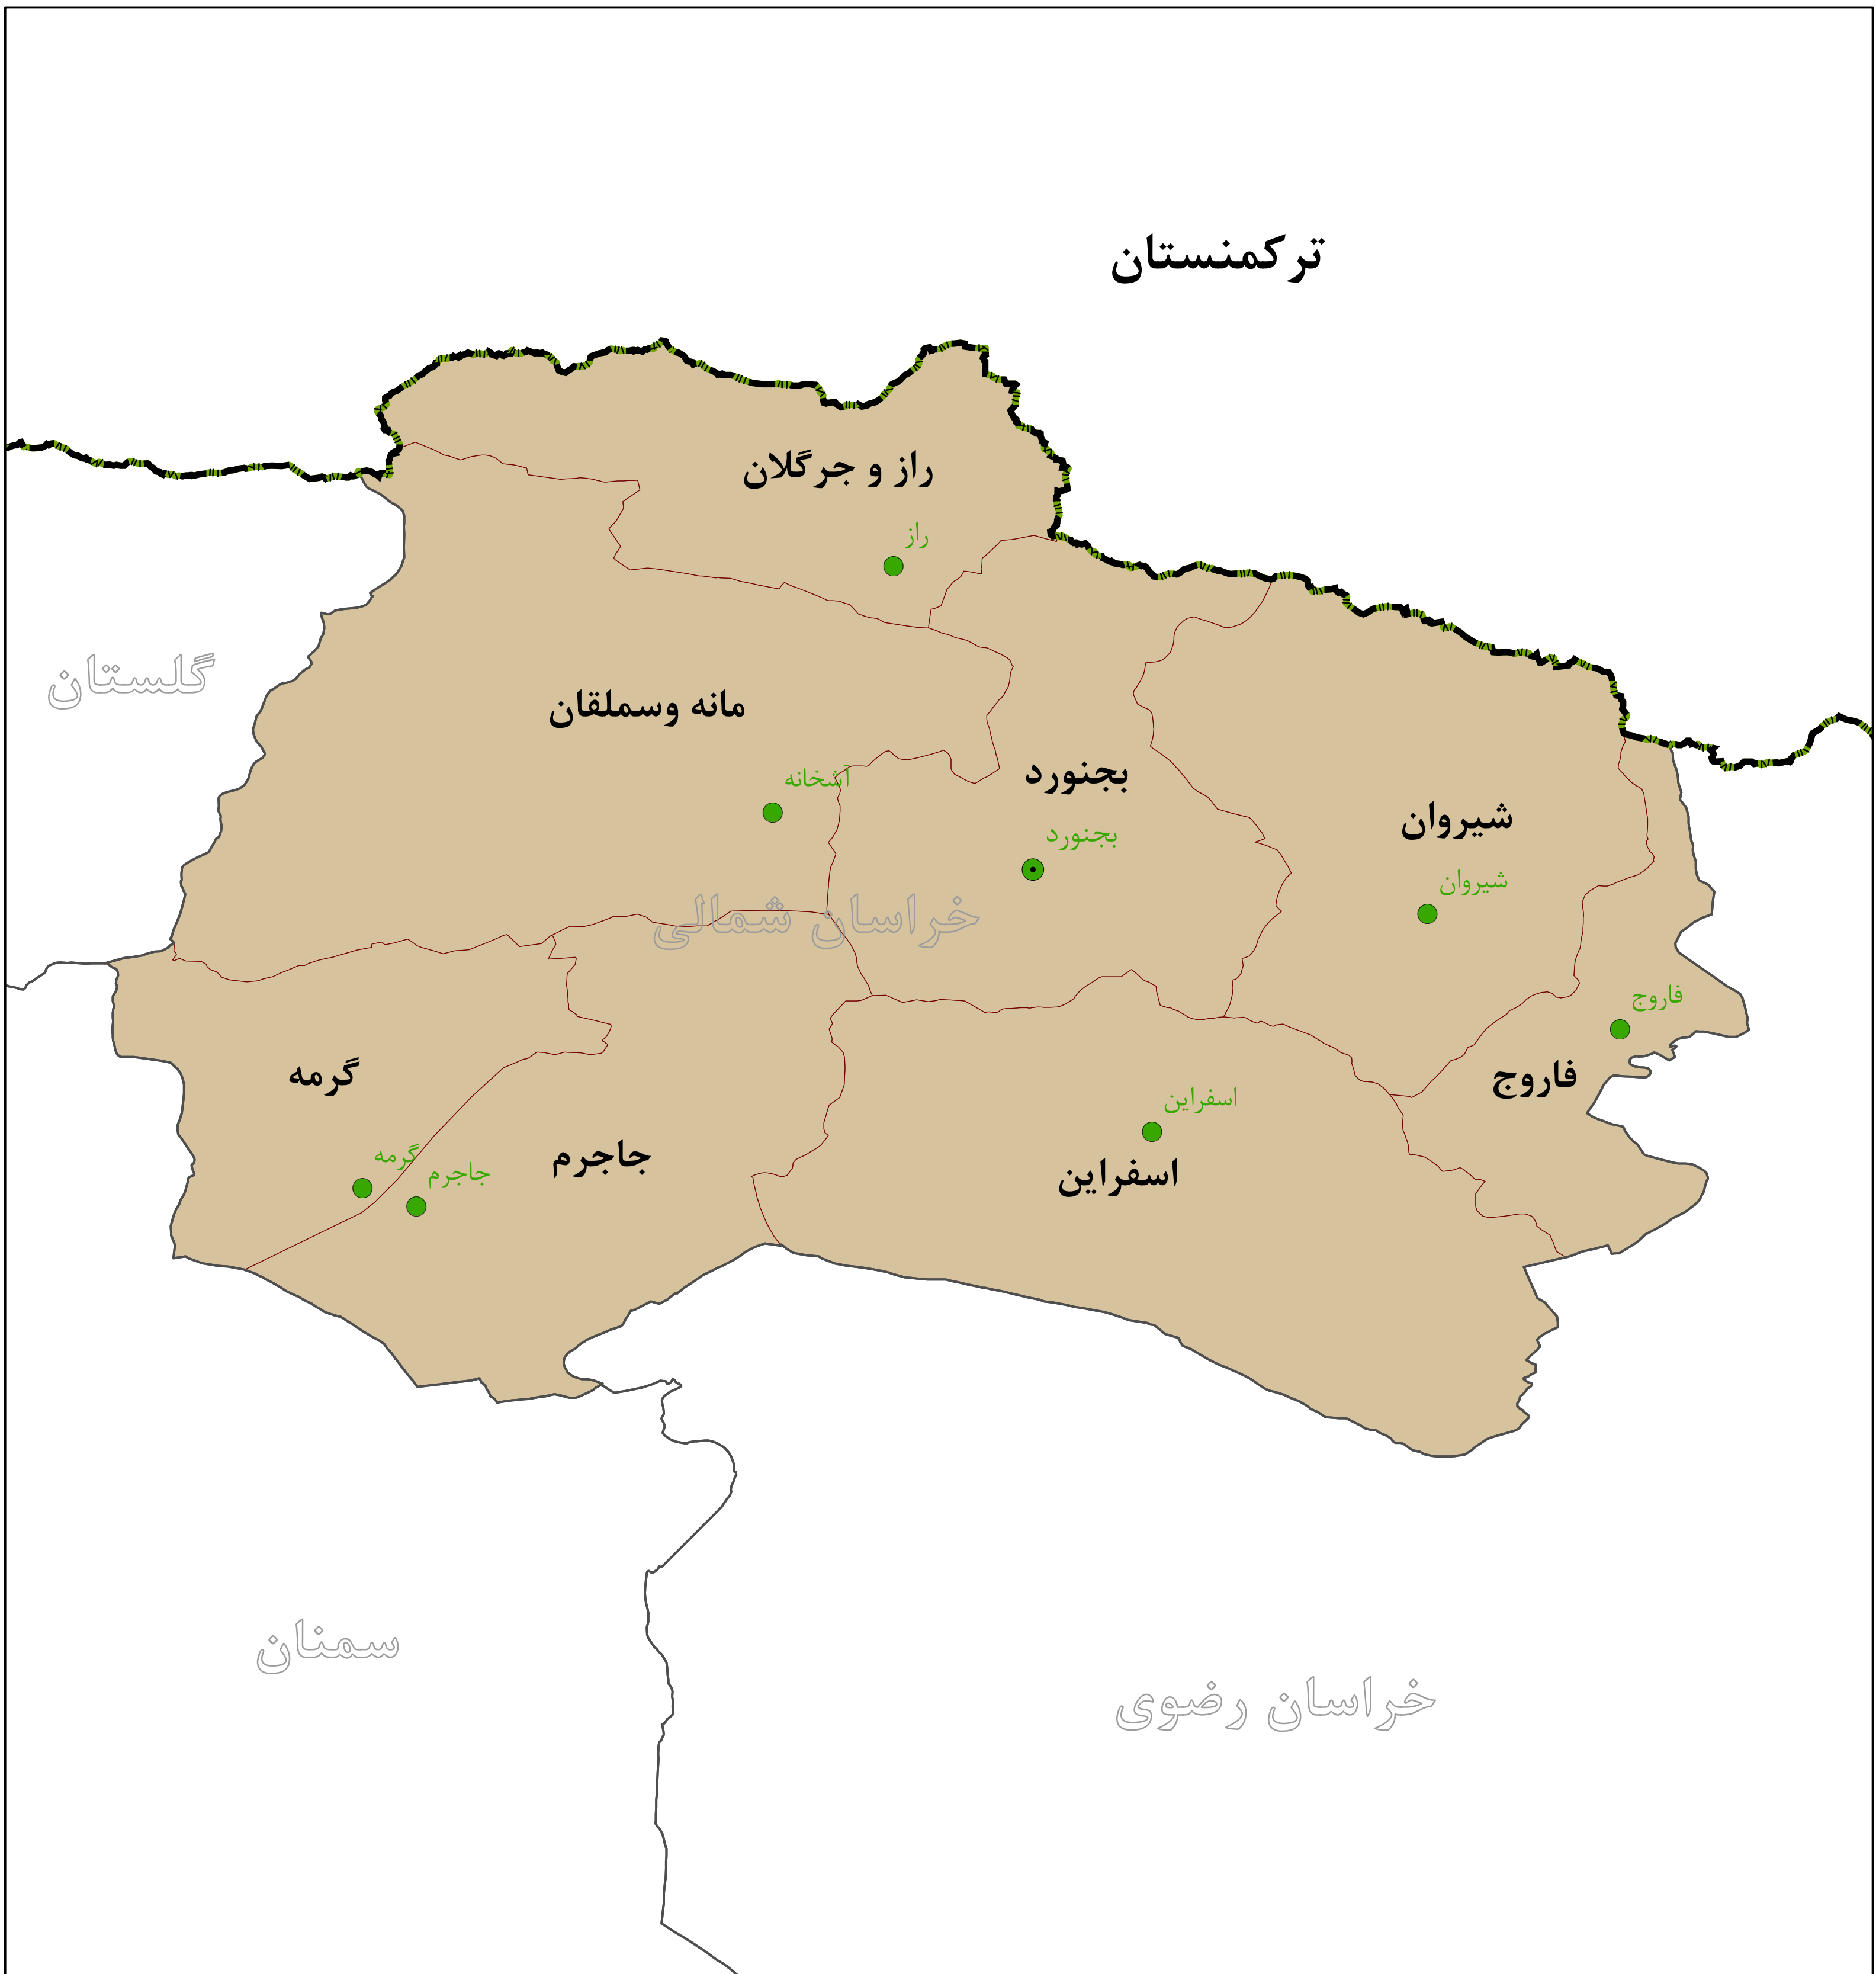 ترکمنستان
راز و جرگلان
راز
گلستان
مانه وسملقان
آشخانه
بجنورد
بجنورد
شیروان
شیروان
خراسان شمالی
فاروج
فاروج
گرمه
گرمه
جاجرم
جاجرم
اسفراین
اسفراین
سمنان
خراسان رضوی